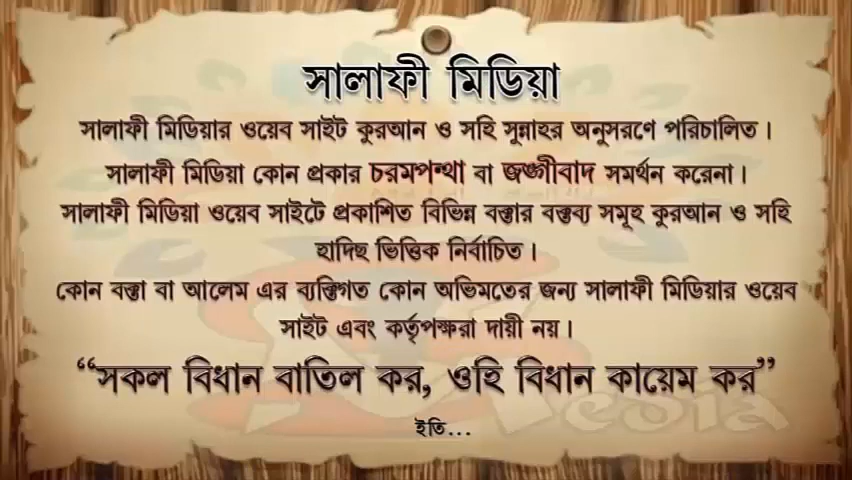 সালাফী মিডিয়া
সালাফী মিডিয়ার ওয়েব সাইট কুরআন ও সহি সুন্নাহর অনুসরণে পরিচালিত।
সালাফী মিডিয়া কোন প্রকার চরমপন্থা বা জঙ্গীবাদ সমর্থন করেনা।
সালাফী মিডিয়া ওয়েব সাইটে প্রকাশিত বিভিন্ন বক্তার বক্তব্য সমূহ কুরআন ও সহি
হাদিছ ভিত্তিক নির্বাচিত।
কোন বক্তা বা আলেম এর ব্যক্তিগত কোন অভিমতের জন্য সালাফী মিডিয়ার ওয়েব
সাইট এবং কর্তৃপক্ষরা দায়ী নয়।
“সকল বিধান বাতিল কর, ওহি বিধান কায়েম কর”
edia
ইতি...